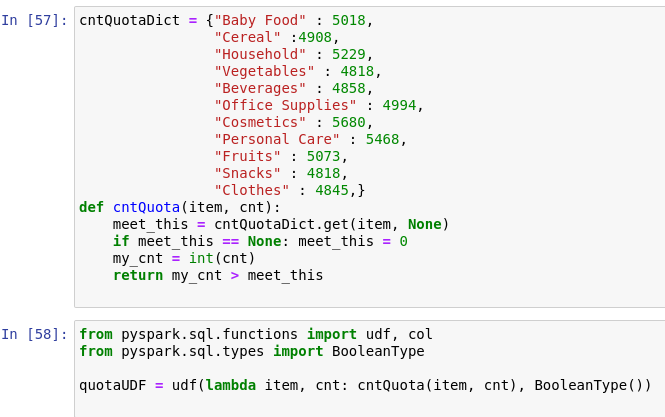 In [57]: cntQuotaDict = {"Baby Food" : 5018,
                "Cereal" :4908,
                "Household" : 5229,
                "Vegetables" : 4818,
                "Beverages" : 4858,
                "Office Supplies" : 4994,
                "Cosmetics" : 5680,
                "Personal Care" : 5468,
                "Fruits" : 5073,
                "Snacks" : 4818,
                "Clothes" : 4845,}
def cntQuota(item, cnt):
    meet_this = cntQuotaDict.get(item, None)
    if meet_this == None: meet_this = 0
    my_cnt = int(cnt)
    return my_cnt > meet_this
In [58]: from pyspark.sql.functions import udf, col
from pyspark.sql.types import BooleanType
quotaUDF = udf(lambda item, cnt: cntQuota(item, cnt), BooleanType())